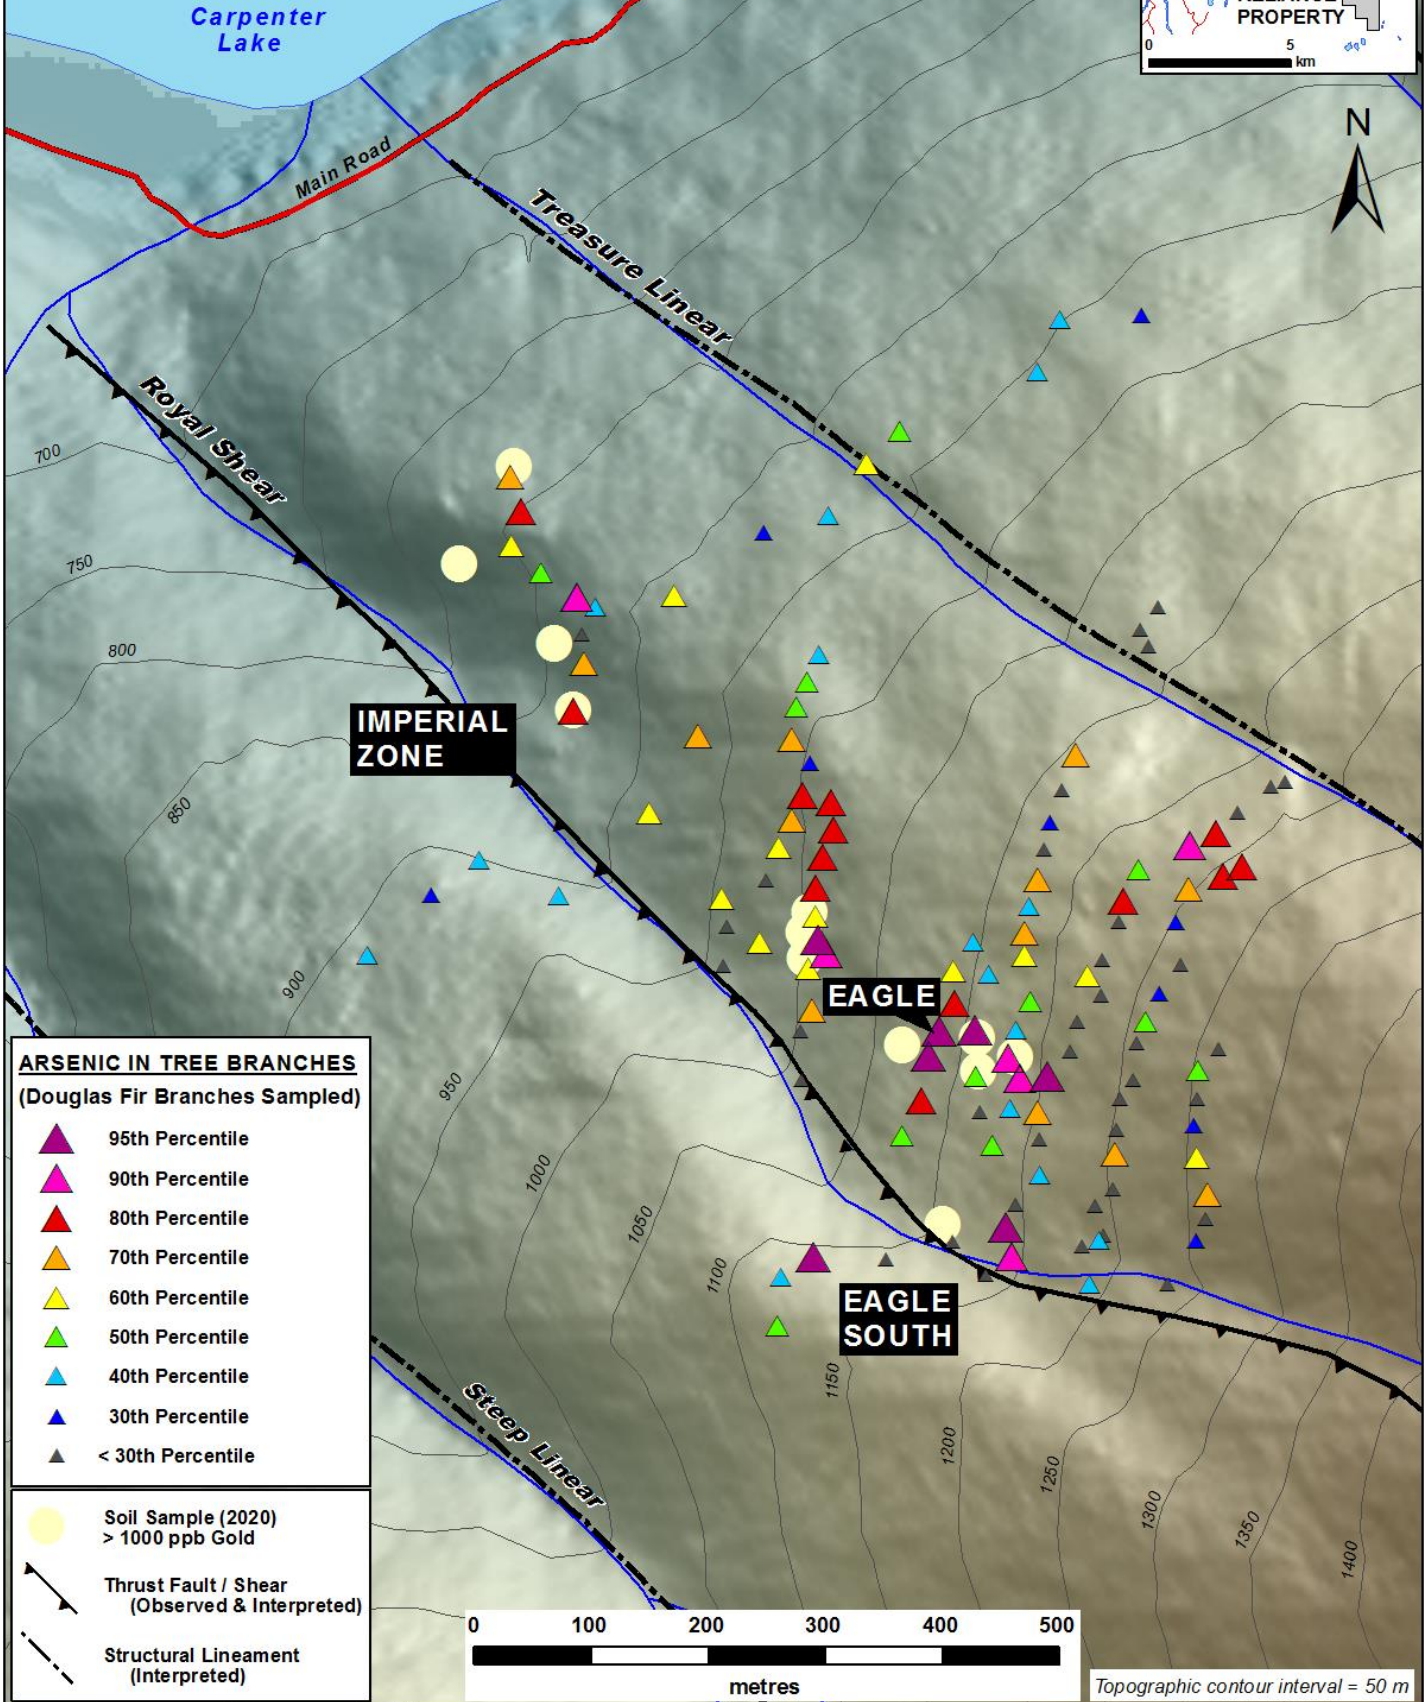 Carpenter
Lake
PROPERTY
0 5
km
N
Main Road
Treasure Linear
Royal Shear
700
750
800
IMPERIAL
ZONE
850
900
EAGLE
950
1000
1050
1100
EAGLE
SOUTH
1150
1200
1250
1300
1350
1400
Steep Linear
ARSENIC IN TREE BRANCHES
(Douglas Fir Branches Sampled)
95th Percentile
90th Percentile
80th Percentile
70th Percentile
60th Percentile
50th Percentile
40th Percentile
30th Percentile
< 30th Percentile
Soil Sample (2020)
> 1000 ppb Gold
Thrust Fault / Shear
(Observed & Interpreted)
Structural Lineament
(Interpreted)
0 100 200 300 400 500
metres
Topographic contour interval = 50 m